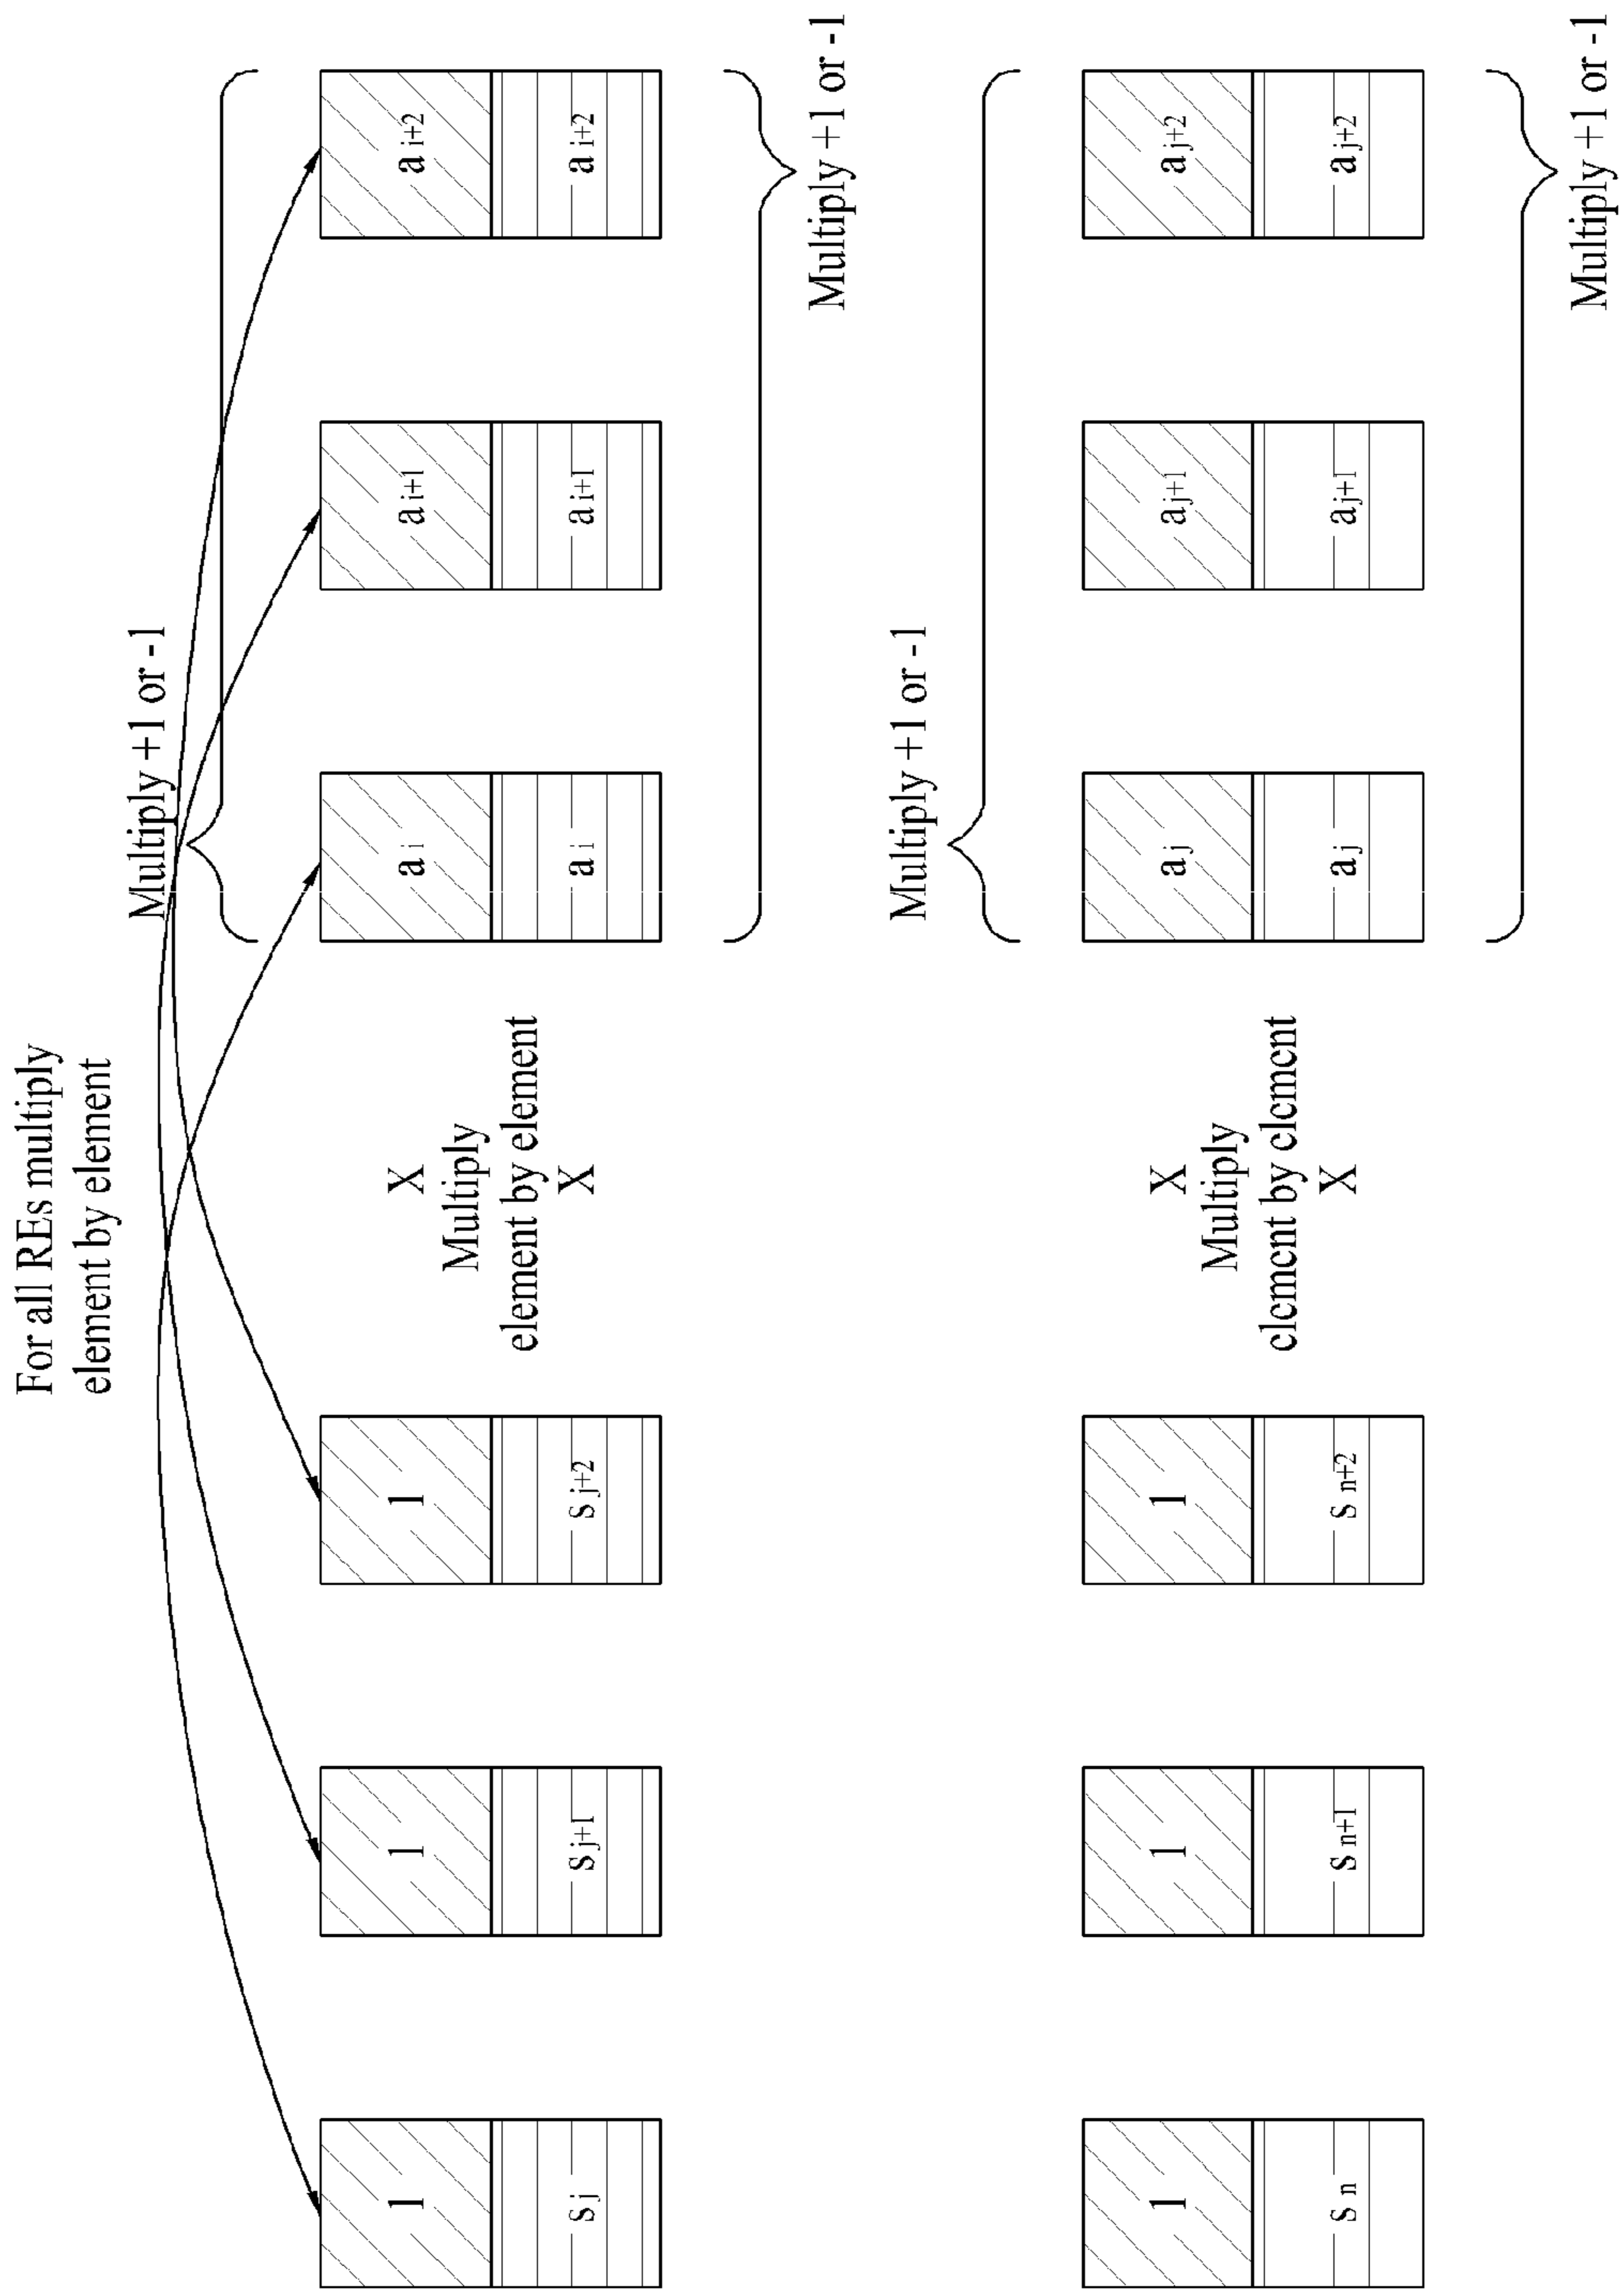 For all REs multiply
element by element
Multiply +1 or -1
1 1 1 X a i a i+1 a i+2
Multiply
element by element
s j s j+1 s j+2 X a i a i+1 a i+2
Multiply +1 or -1
Multiply +1 or -1
1 1 1 X a j a j+1 a j+2
Multiply
element by element
s n s n+1 s n+2 X a j a j+1 a j+2
Multiply +1 or -1